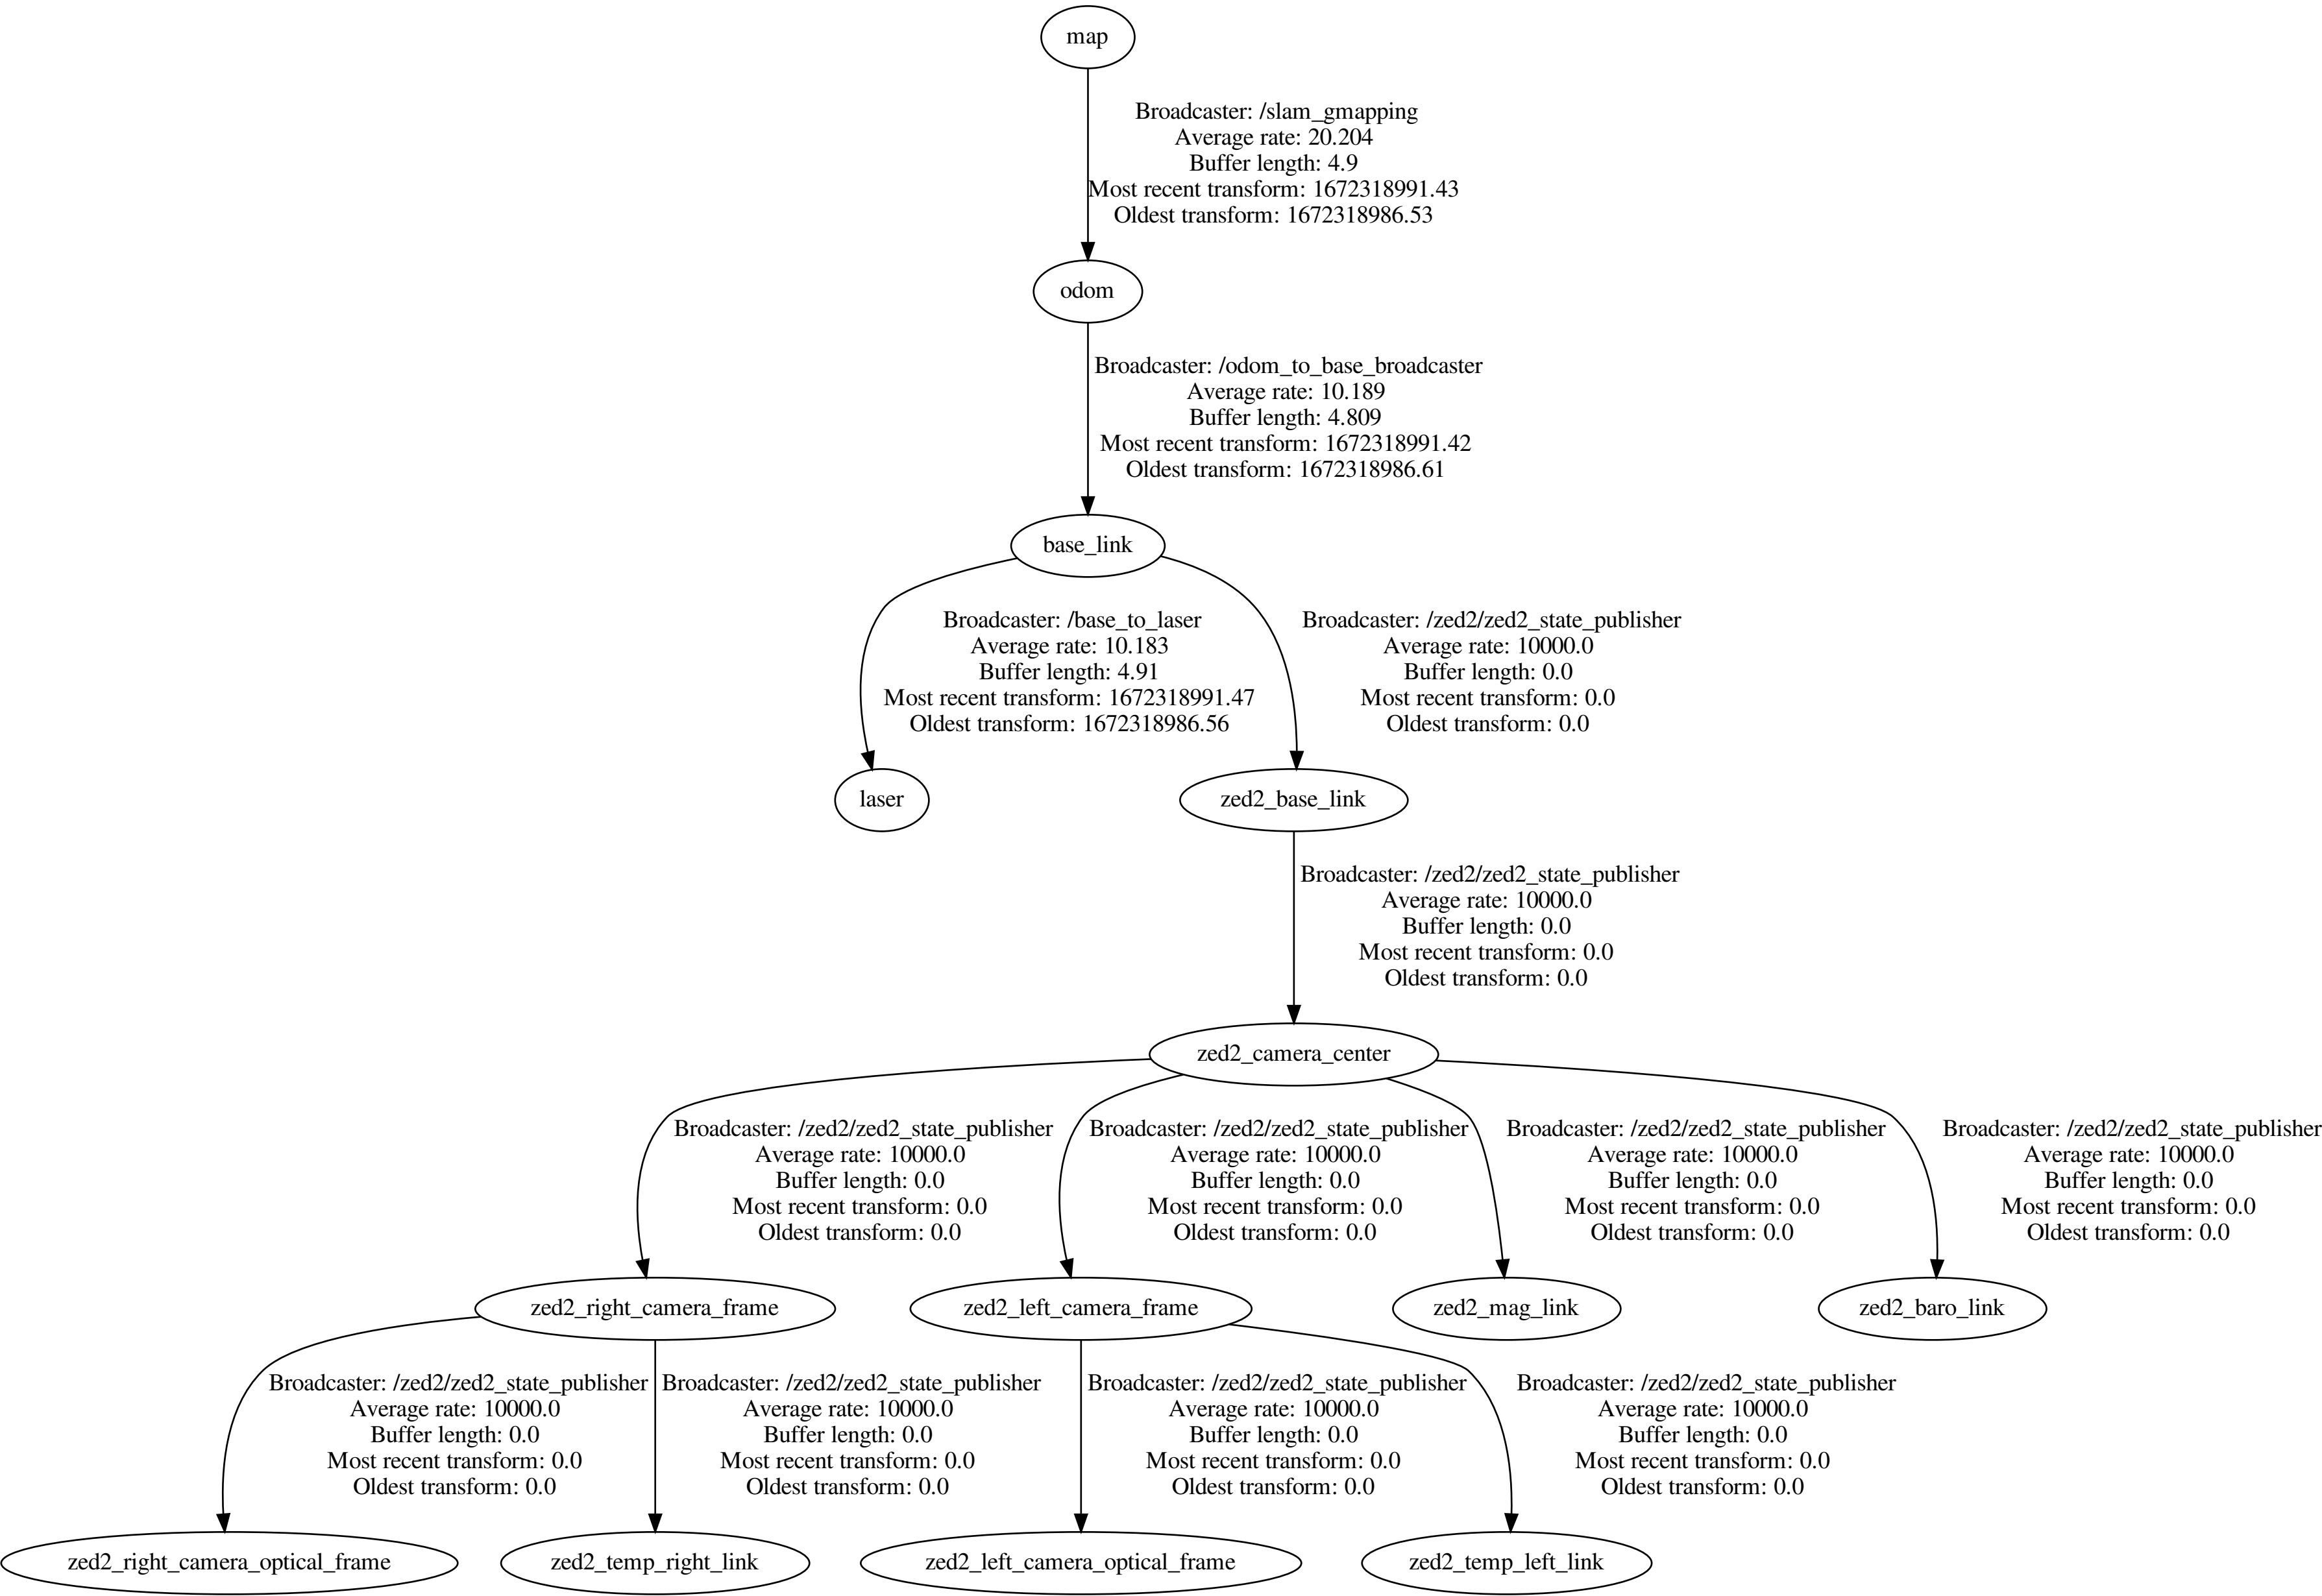 map
Broadcaster: /slam_gmapping
Average rate: 20.204
Buffer length: 4.9
Most recent transform: 1672318991.43
Oldest transform: 1672318986.53
odom
Broadcaster: /odom_to_base_broadcaster
Average rate: 10.189
Buffer length: 4.809
Most recent transform: 1672318991.42
Oldest transform: 1672318986.61
base_link
Broadcaster: /base_to_laser
Average rate: 10.183
Buffer length: 4.91
Most recent transform: 1672318991.47
Oldest transform: 1672318986.56
Broadcaster: /zed2/zed2_state_publisher
Average rate: 10000.0
Buffer length: 0.0
Most recent transform: 0.0
Oldest transform: 0.0
laser
zed2_base_link
Broadcaster: /zed2/zed2_state_publisher
Average rate: 10000.0
Buffer length: 0.0
Most recent transform: 0.0
Oldest transform: 0.0
zed2_camera_center
Broadcaster: /zed2/zed2_state_publisher
Average rate: 10000.0
Buffer length: 0.0
Most recent transform: 0.0
Oldest transform: 0.0
Broadcaster: /zed2/zed2_state_publisher
Average rate: 10000.0
Buffer length: 0.0
Most recent transform: 0.0
Oldest transform: 0.0
Broadcaster: /zed2/zed2_state_publisher
Average rate: 10000.0
Buffer length: 0.0
Most recent transform: 0.0
Oldest transform: 0.0
Broadcaster: /zed2/zed2_state_publisher
Average rate: 10000.0
Buffer length: 0.0
Most recent transform: 0.0
Oldest transform: 0.0
zed2_right_camera_frame
zed2_left_camera_frame
zed2_mag_link
zed2_baro_link
Broadcaster: /zed2/zed2_state_publisher
Average rate: 10000.0
Buffer length: 0.0
Most recent transform: 0.0
Oldest transform: 0.0
Broadcaster: /zed2/zed2_state_publisher
Average rate: 10000.0
Buffer length: 0.0
Most recent transform: 0.0
Oldest transform: 0.0
Broadcaster: /zed2/zed2_state_publisher
Average rate: 10000.0
Buffer length: 0.0
Most recent transform: 0.0
Oldest transform: 0.0
Broadcaster: /zed2/zed2_state_publisher
Average rate: 10000.0
Buffer length: 0.0
Most recent transform: 0.0
Oldest transform: 0.0
zed2_right_camera_optical_frame
zed2_temp_right_link
zed2_left_camera_optical_frame
zed2_temp_left_link